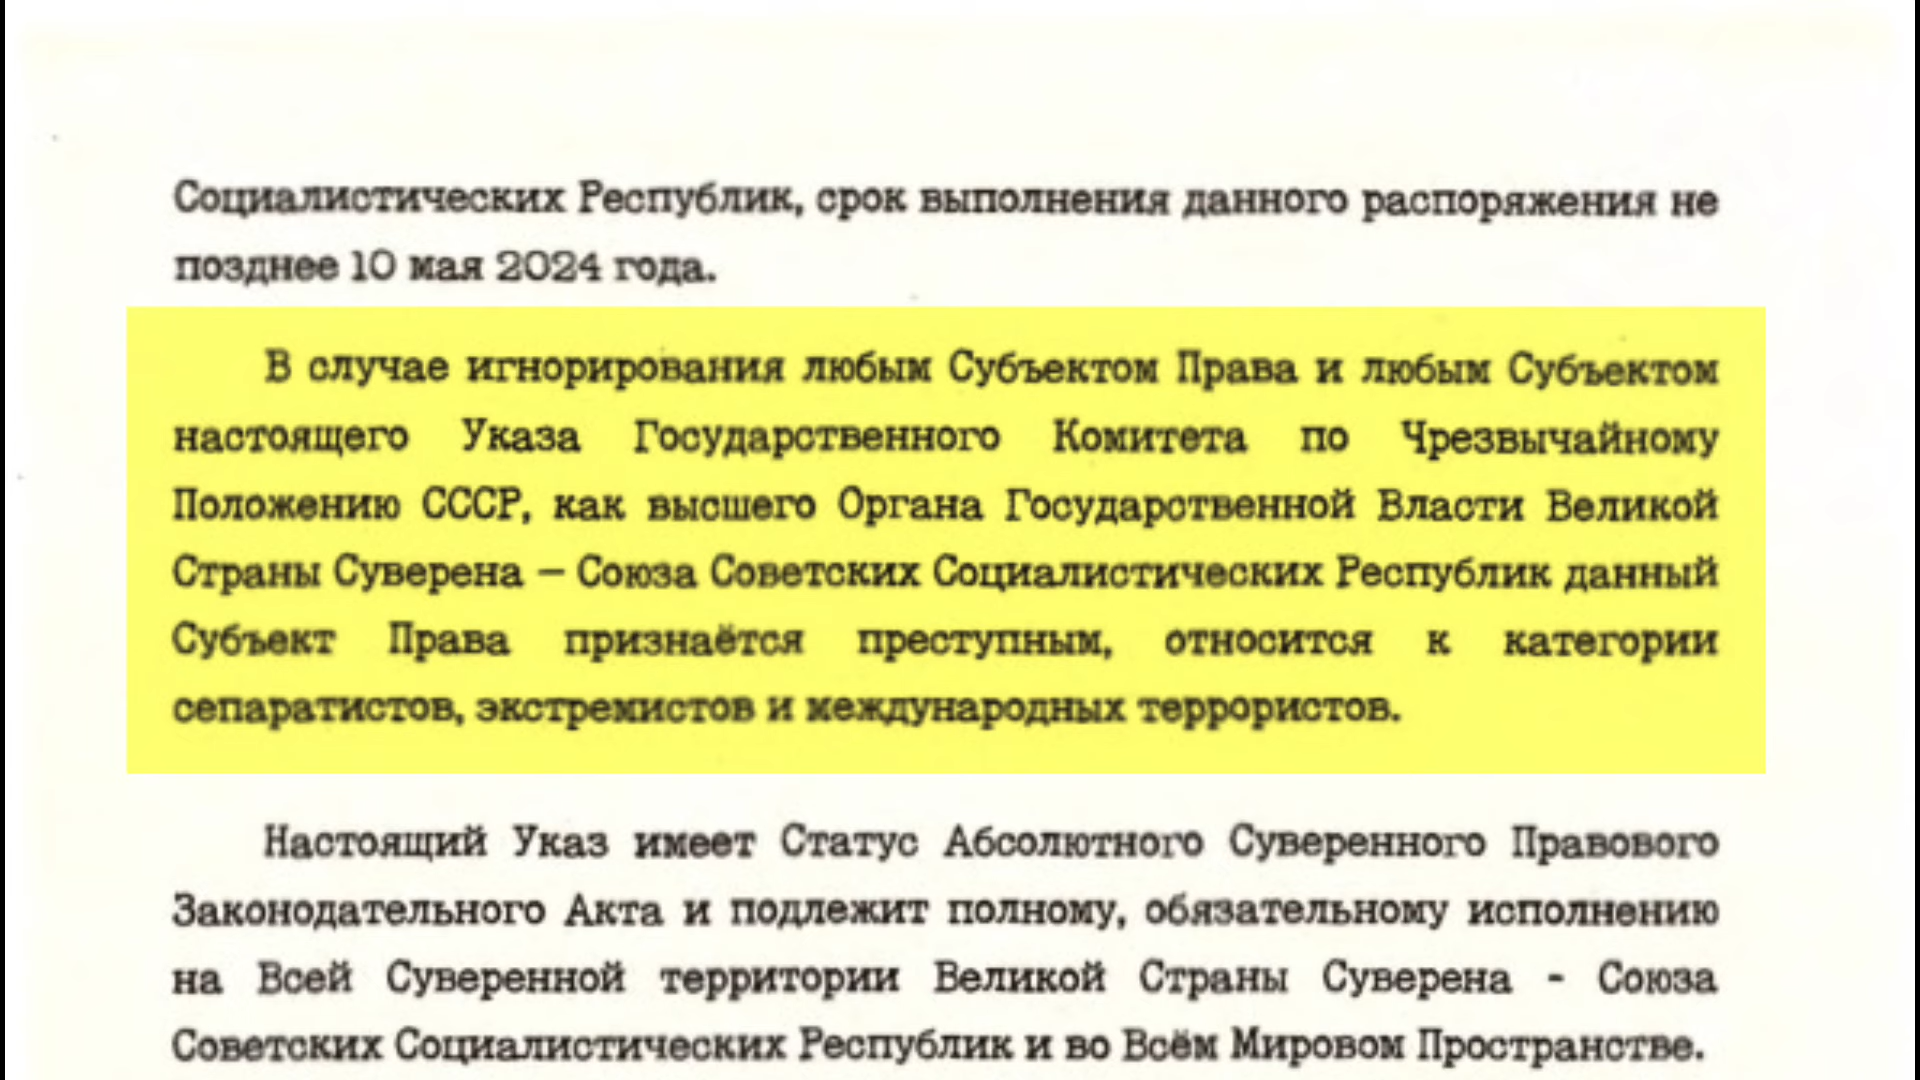 Социалистических Республик, срок выполнения данного распоряжения не
позднее 10 мая 2024 года.
В случае игнорирования любым Субъектом Права и любым Субъектом
настоящего Указа Государственного Комитета по Чрезвычайному
Положению СССР, как высшего Органа Государственной Власти Великой
Страны Суверена – Союза Советских Социалистических Республик данный
Субъект Права признаётся преступным, относится к категории
сепаратистов, экстремистов и международных террористов.
Настоящий Указ имеет Статус Абсолютного Суверенного Правового
Законодательного Акта и подлежит полному, обязательному исполнению
на Всей Суверенной территории Великой Страны Суверена - Союза
Советских Социалистических Республик и во Всём Мировом Пространстве.